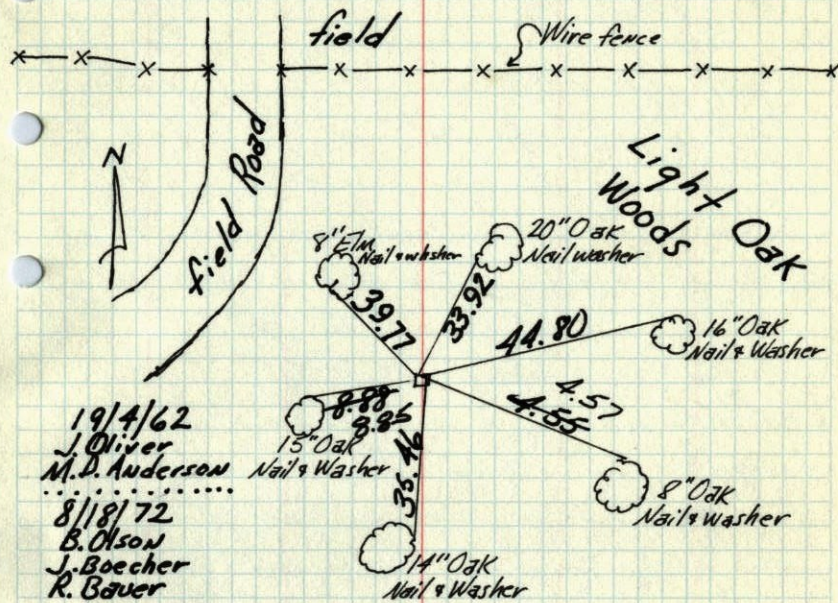 field
Wire fence
N
field Road
Light Oak
Woods
8" Elm
Nail & whsher
20" Oak
Nail washer
39.77
33.92
44.80
16" Oak
Nail & Washer
8.88
8.85
15" Oak
Nail & Washer
4.57
4.55
8" Oak
Nail & washer
35.46
14" Oak
Nail & Washer
19/4/62
J. Oliver
M.D. Anderson
8/18/72
B. Olson
J. Boecher
R. Bauer